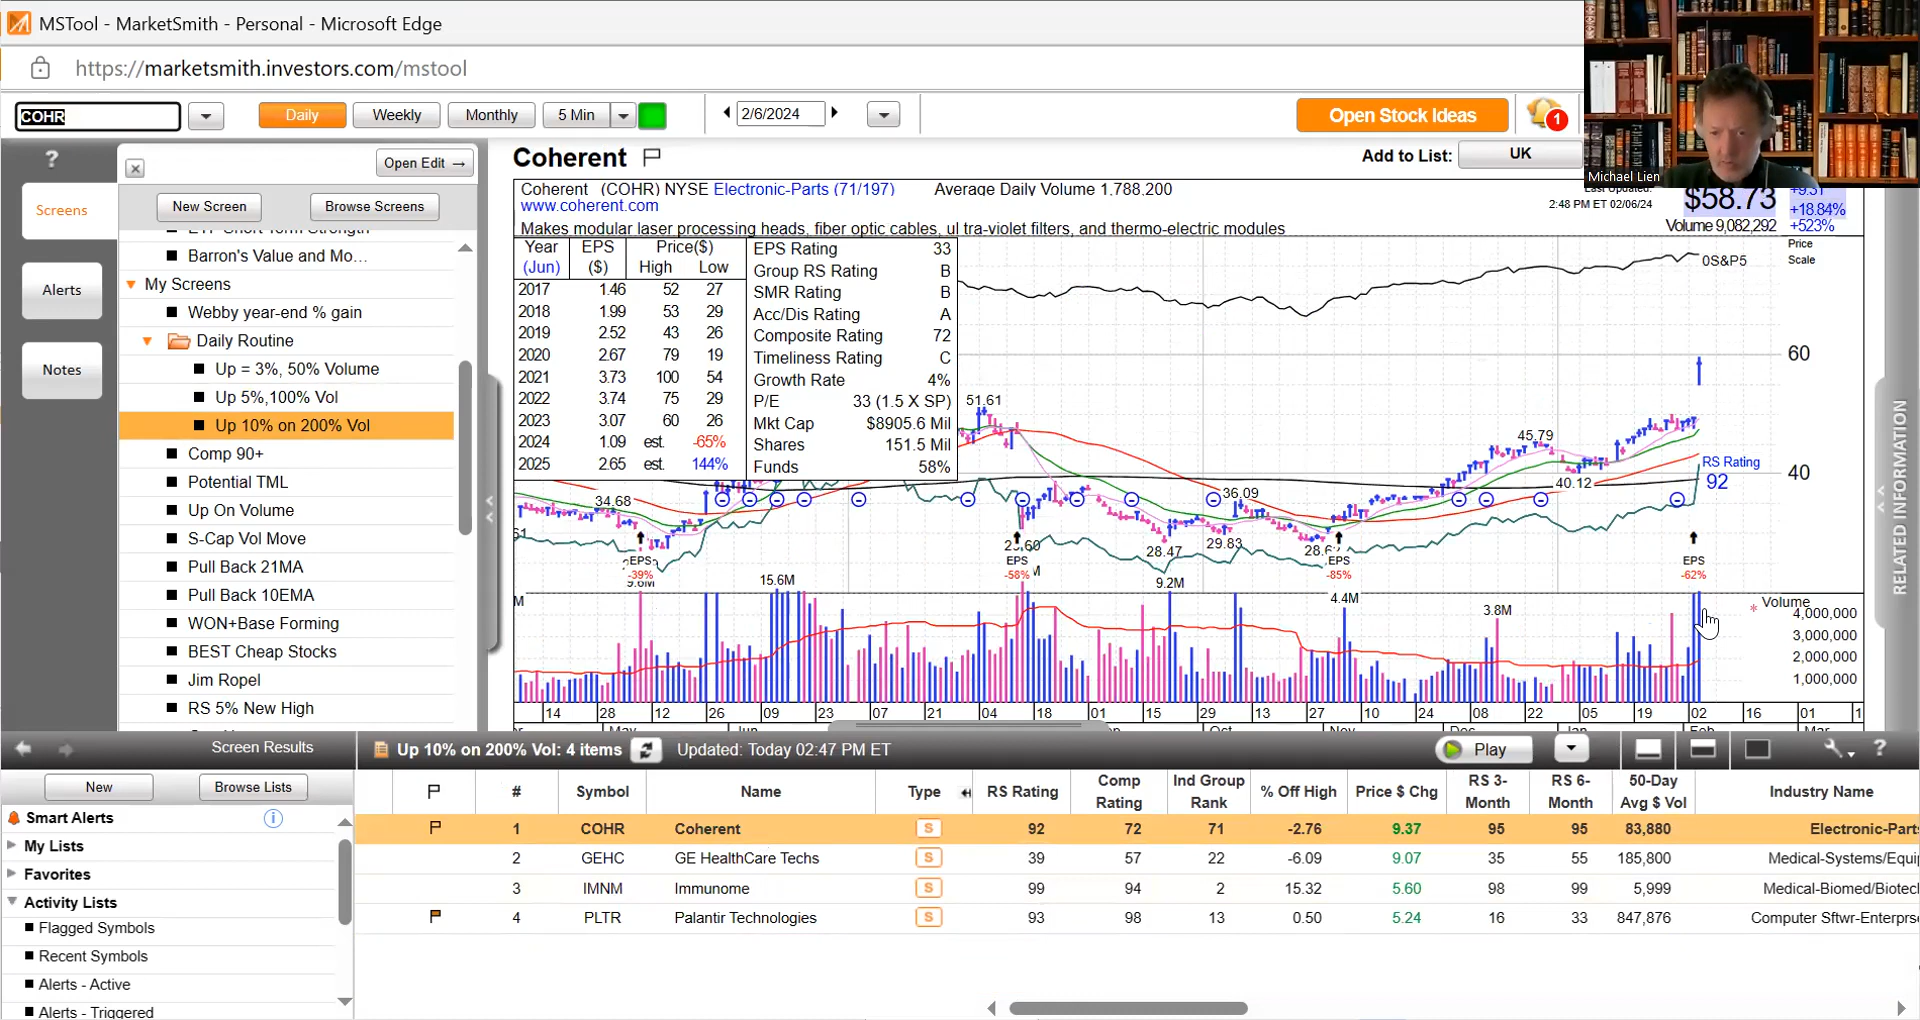 MSTool - MarketSmith - Personal - Microsoft Edge
https://marketsmith.investors.com/mstool
COHR
Daily
Weekly
Monthly
5 Min
2/6/2024
Open Stock Ideas
1
Michael Lien
?
Screens
Alerts
Notes
Open Edit →
New Screen
Browse Screens
Barron's Value and Mo...
My Screens
Webby year-end % gain
Daily Routine
Up = 3%, 50% Volume
Up 5%,100% Vol
Up 10% on 200% Vol
Comp 90+
Potential TML
Up On Volume
S-Cap Vol Move
Pull Back 21MA
Pull Back 10EMA
WON+Base Forming
BEST Cheap Stocks
Jim Ropel
RS 5% New High
Coherent
Add to List:
UK
Coherent (COHR) NYSE Electronic-Parts (71/197) Average Daily Volume 1.788.200
www.coherent.com
Last Updated:
2:48 PM ET 02/06/24
$58.73
+9.31
+18.84%
Volume 9,082,292
+523%
Makes modular laser processing heads, fiber optic cables, ul tra-violet filters, and thermo-electric modules
Year EPS Price($)
(Jun) ($) High Low
2017 1.46 52 27
2018 1.99 53 29
2019 2.52 43 26
2020 2.67 79 19
2021 3.73 100 54
2022 3.74 75 29
2023 3.07 60 26
2024 1.09 est. -65%
2025 2.65 est. 144%
EPS Rating 33
Group RS Rating B
SMR Rating B
Acc/Dis Rating A
Composite Rating 72
Timeliness Rating C
Growth Rate 4%
P/E 33 (1.5 X SP)
Mkt Cap $8905.6 Mil
Shares 151.5 Mil
Funds 58%
Price
Scale
0S&P5
60
51.61
45.79
RS Rating
92
40
40.12
34.68
36.09
28.47
29.83
EPS
-39%
EPS
-58%
EPS
-85%
EPS
-62%
15.6M
9.2M
4.4M
3.8M
* Volume
4,000,000
3,000,000
2,000,000
1,000,000
14 28 12 26 09 23 07 21 04 18 01 15 29 13 27 10 24 08 22 05 19 02 16 01
RELATED INFORMATION
Screen Results
Up 10% on 200% Vol: 4 items
Updated: Today 02:47 PM ET
Play
?
New
Browse Lists
Smart Alerts
My Lists
Favorites
Activity Lists
Flagged Symbols
Recent Symbols
Alerts - Active
Alerts - Triggered
# Symbol Name Type RS Rating Comp Rating Ind Group Rank % Off High Price $ Chg RS 3-Month RS 6-Month 50-Day Avg $ Vol Industry Name
1 COHR Coherent S 92 72 71 -2.76 9.37 95 95 83,880 Electronic-Parts
2 GEHC GE HealthCare Techs S 39 57 22 -6.09 9.07 35 55 185,800 Medical-Systems/Equip
3 IMNM Immunome S 99 94 2 15.32 5.60 98 99 5,999 Medical-Biomed/Biotech
4 PLTR Palantir Technologies S 93 98 13 0.50 5.24 16 33 847,876 Computer Sftwr-Enterprse